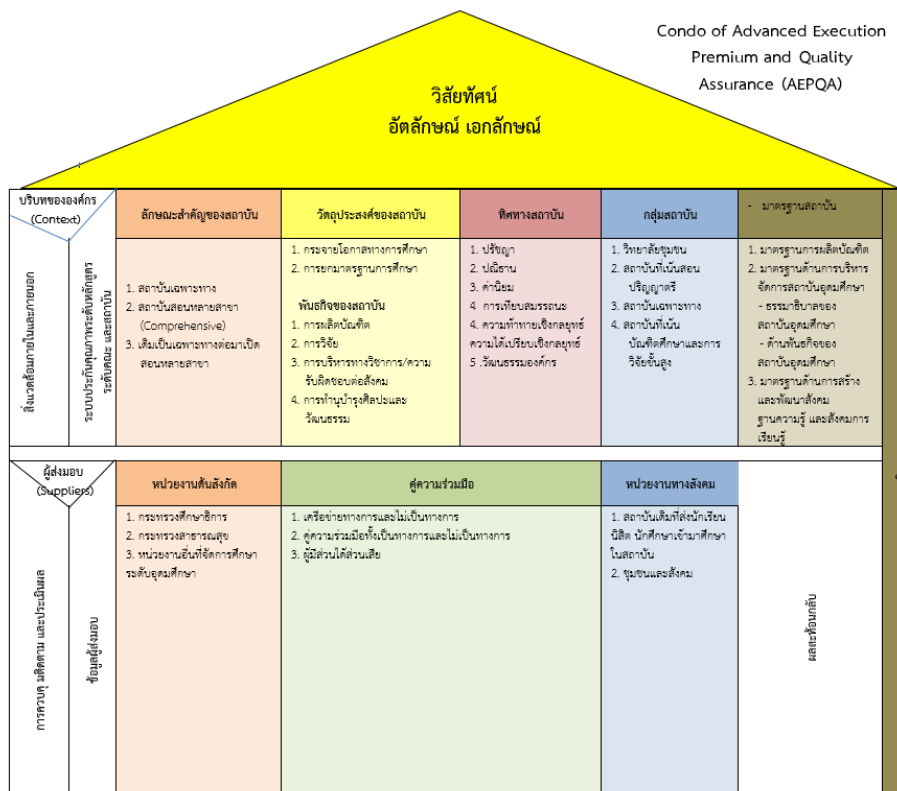 Condo of Advanced Execution
Premium and Quality
Assurance (AEPQA)
วิสัยทัศน์
อัตลักษณ์ เอกลักษณ์
บริบทขององค์กร
(Context)
สิ่งแวดล้อมภายในและภายนอก
ระบบประกันคุณภาพระดับหลักสูตร
ระดับคณะ และสถาบัน
ลักษณะสำคัญของสถาบัน
1. สถาบันเฉพาะทาง
2. สถาบันสอนหลายสาขา
(Comprehensive)
3. เดิมเป็นเฉพาะทางต่อมาเปิด
สอนหลายสาขา
วัตถุประสงค์ของสถาบัน
1. กระจายโอกาสทางการศึกษา
2. การยกมาตรฐานการศึกษา
พันธกิจของสถาบัน
1. การผลิตบัณฑิต
2. การวิจัย
3. การบริหารทางวิชาการ/ความ
รับผิดชอบต่อสังคม
4. การทำนุบำรุงศิลปะและ
วัฒนธรรม
ทิศทางสถาบัน
1. ปรัชญา
2. ปณิธาน
3. ค่านิยม
4 การเทียบสมรรถนะ
4. ความท้าทายเชิงกลยุทธ์
ความได้เปรียบเชิงกลยุทธ์
5 .วัฒนธรรมองค์กร
กลุ่มสถาบัน
1. วิทยาลัยชุมชน
2. สถาบันที่เน้นสอน
ปริญญาตรี
3. สถาบันเฉพาะทาง
4. สถาบันที่เน้น
บัณฑิตศึกษาและการ
วิจัยขั้นสูง
- มาตรฐานสถาบัน
1. มาตรฐานการผลิตบัณฑิต
2. มาตรฐานด้านการบริหาร
จัดการสถาบันอุดมศึกษา
- ธรรมาธิบาลของ
สถาบันอุดมศึกษา
- ด้านพันธกิจของ
สถาบันอุดมศึกษา
3. มาตรฐานด้านการสร้าง
และพัฒนาสังคม
ฐานความรู้ และสังคมการ
เรียนรู้
ผู้ส่งมอบ
(Suppliers)
การควบคุ มติดตาม และประเมินผล
ข้อมูลผู้ส่งมอบ
หน่วยงานต้นสังกัด
1. กระทรวงศึกษาธิการ
2. กระทรวงสาธารณสุข
3. หน่วยงานอื่นที่จัดการศึกษา
ระดับอุดมศึกษา
คู่ความร่วมมือ
1. เครือข่ายทางการและไม่เป็นทางการ
2. คู่ความร่วมมือทั้งเป็นทางการและไม่เป็นทางการ
3. ผู้มีส่วนได้ส่วนเสีย
หน่วยงานทางสังคม
1. สถาบันเดิมที่ส่งนักเรียน
นิสิต นักศึกษาเข้ามาศึกษา
ในสถาบัน
2. ชุมชนและสังคม
ผลสะท้อนกลับ